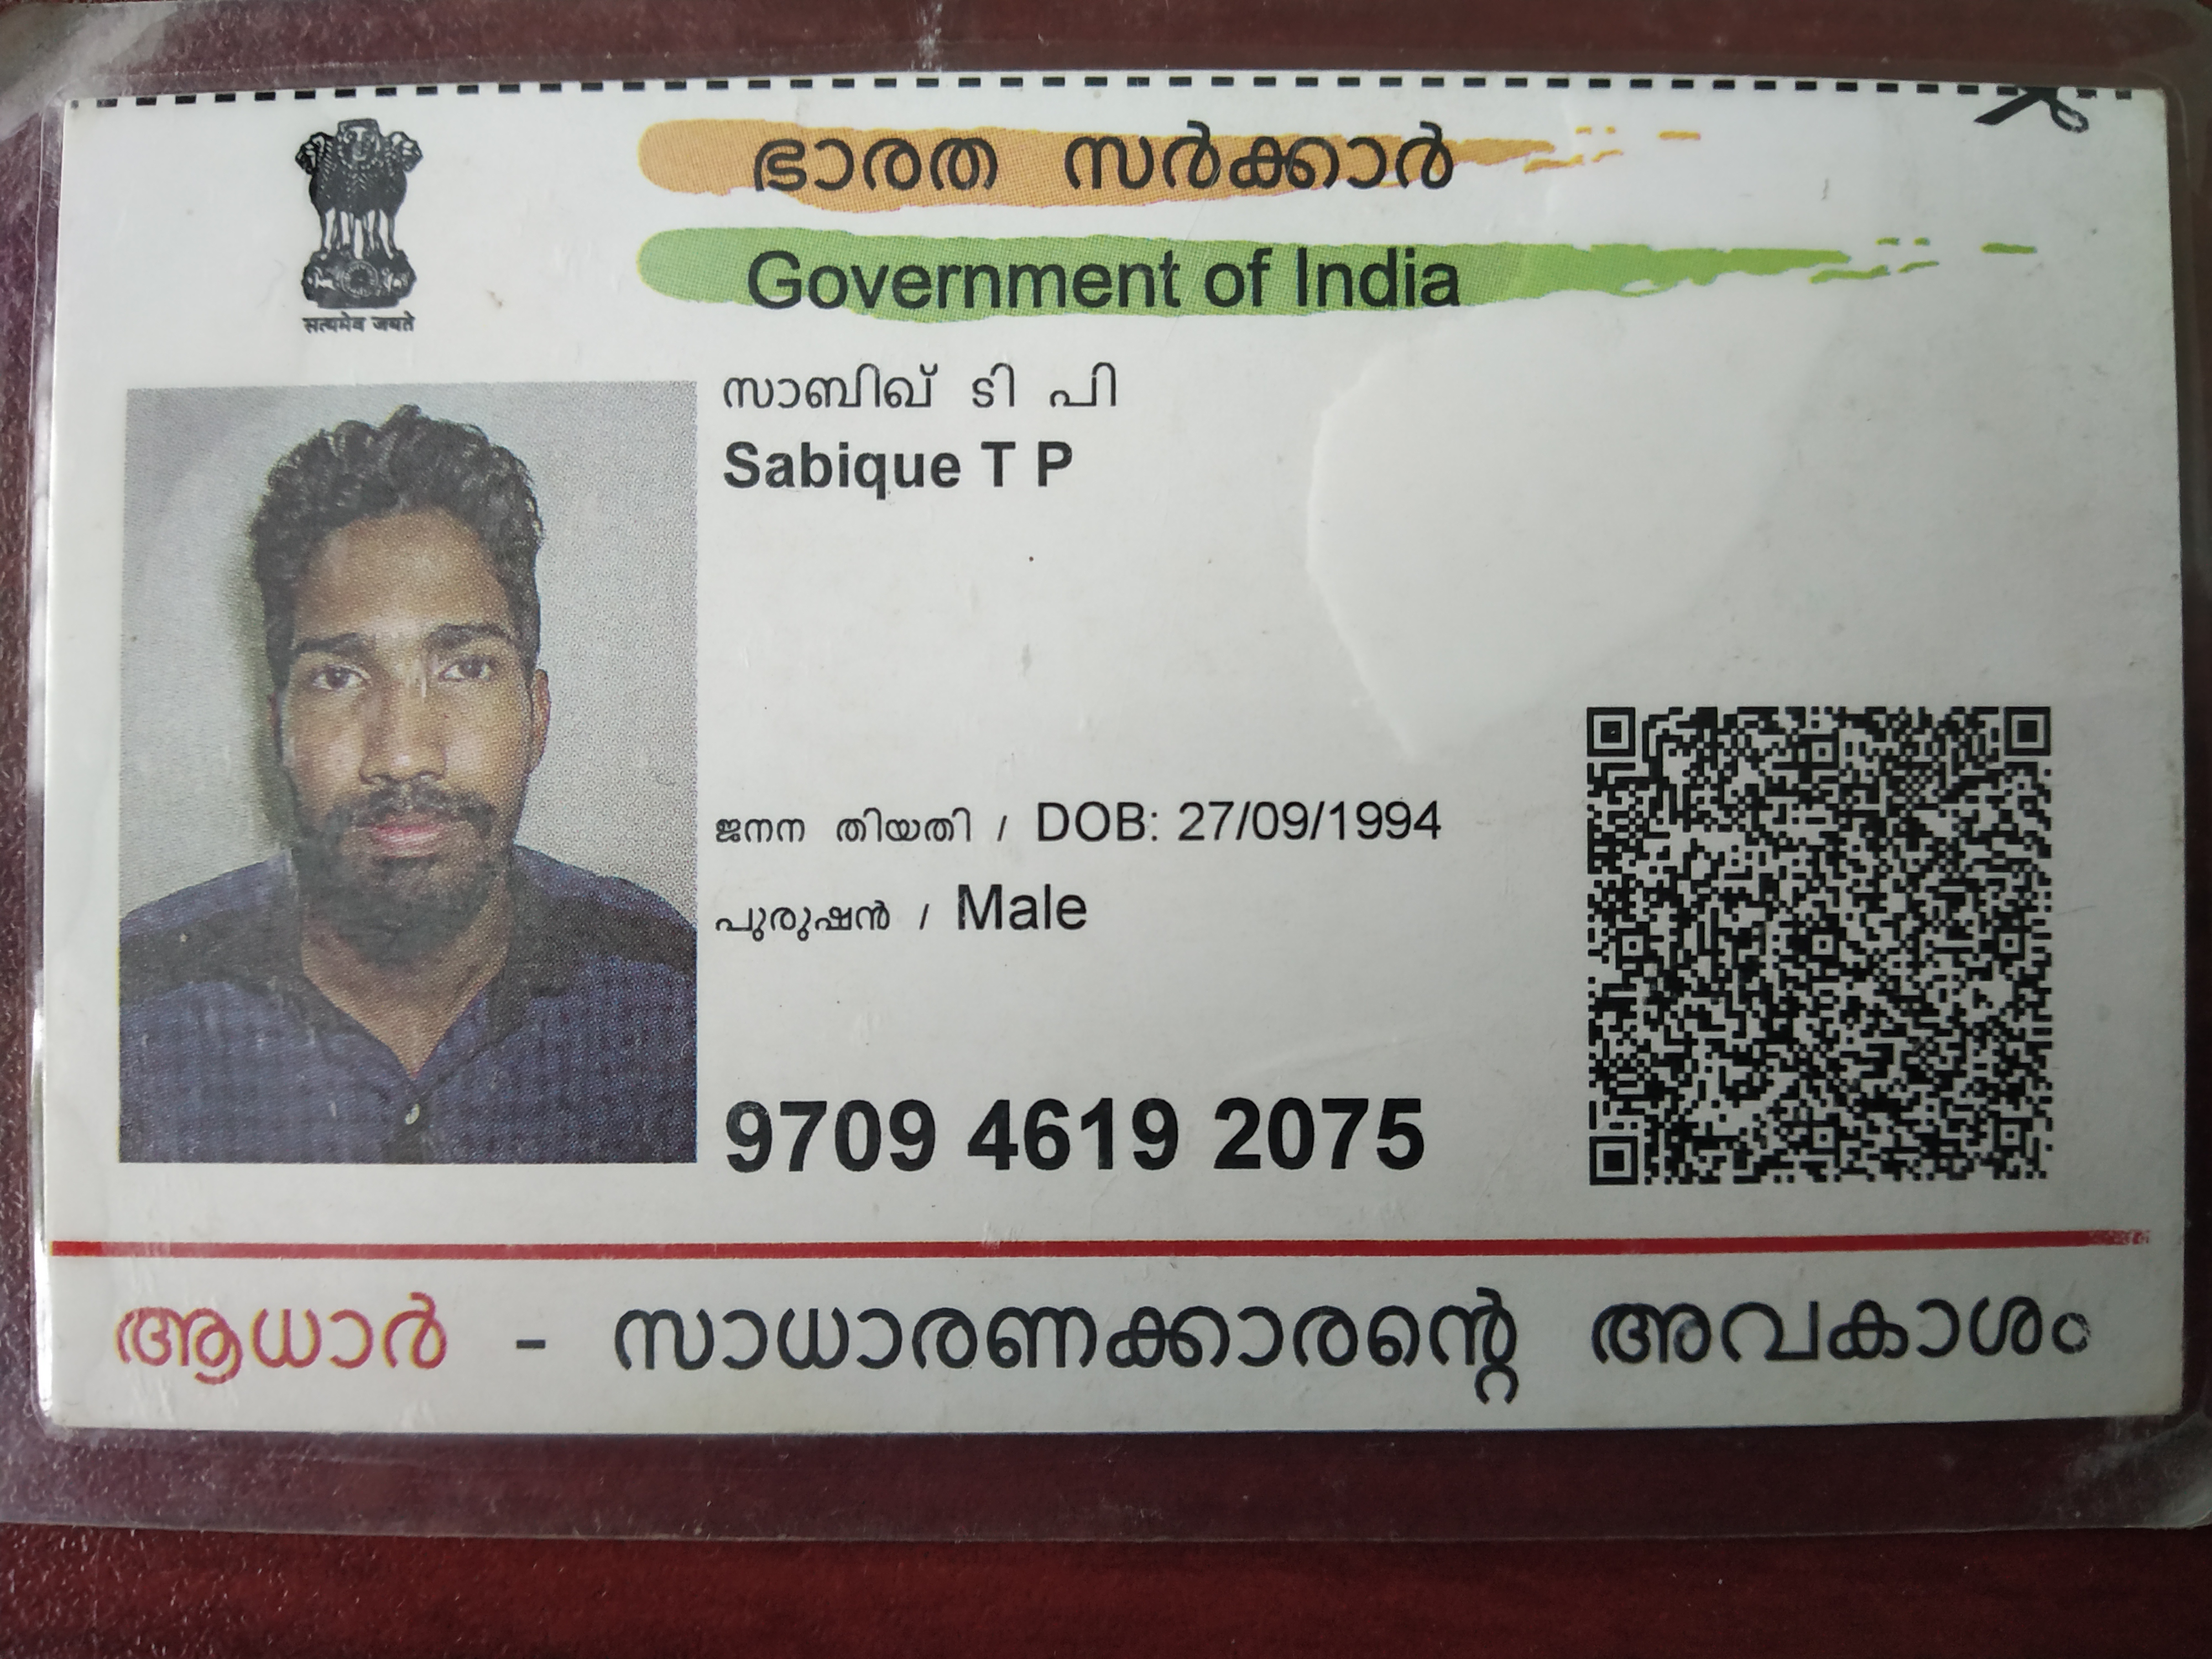 ഭാരത സർക്കാർ
Government of India
सत्यमेव जयते
സാബിഖ് ടി പി
Sabique T P
ജനന തിയതി / DOB: 27/09/1994
പുരുഷൻ / Male
9709 4619 2075
ആധാർ - സാധാരണക്കാരന്റെ അവകാശം